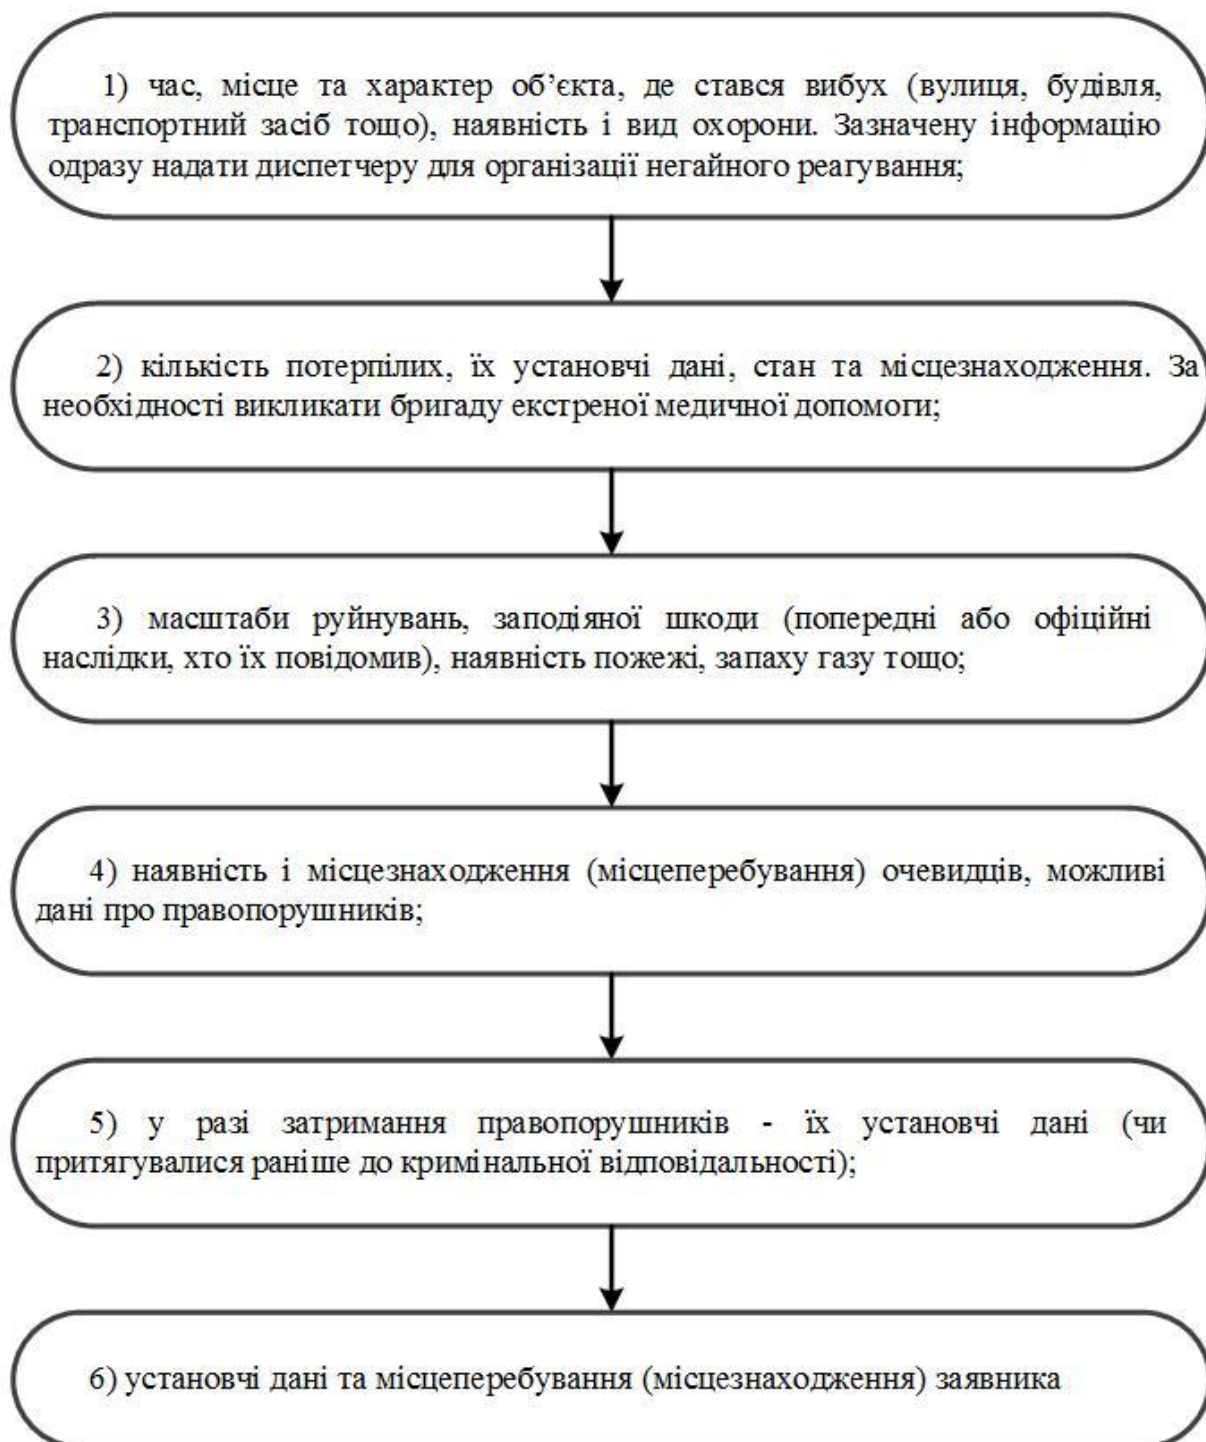 1) час, місце та характер об’єкта, де стався вибух (вулиця, будівля,
транспортний засіб тощо), наявність і вид охорони. Зазначену інформацію
одразу надати диспетчеру для організації негайного реагування;
2) кількість потерпілих, їх установчі дані, стан та місцезнаходження. За
необхідності викликати бригаду екстреної медичної допомоги;
3) масштаби руйнувань, заподіяної шкоди (попередні або офіційні
наслідки, хто їх повідомив), наявність пожежі, запаху газу тощо;
4) наявність і місцезнаходження (місцеперебування) очевидців, можливі
дані про правопорушників;
5) у разі затримання правопорушників - їх установчі дані (чи
притягувалися раніше до кримінальної відповідальності);
6) установчі дані та місцеперебування (місцезнаходження) заявника